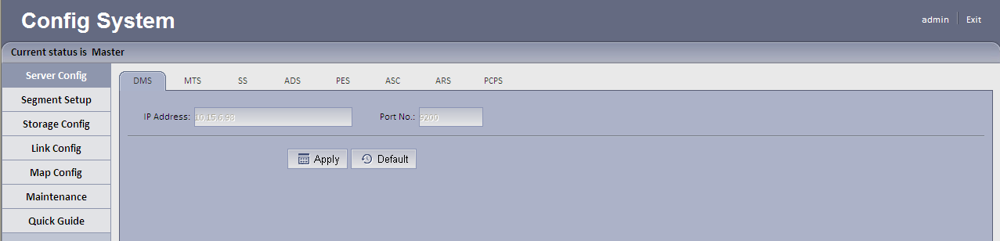 Config System
admin Exit
Current status is Master
Server Config
Segment Setup
Storage Config
Link Config
Map Config
Maintenance
Quick Guide
DMS MTS SS ADS PES ASC ARS PCPS
IP Address: 10.15.6.98 Port No.: 9200
Apply Default